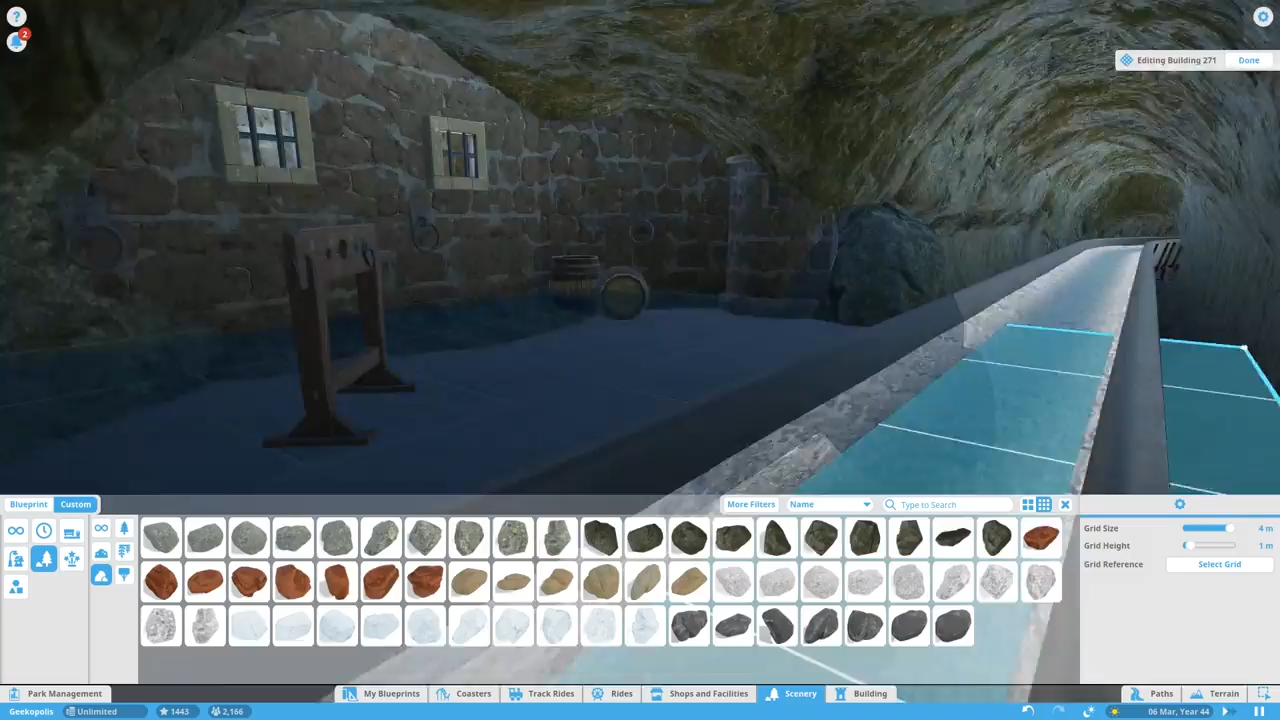 ?
2
Editing Building 271 Done
Blueprint Custom More Filters Name Type to Search
Grid Size 4 m
Grid Height 1 m
Grid Reference Select Grid
Park Management My Blueprints Coasters Track Rides Rides Shops and Facilities Scenery Building Paths Terrain
Geekopolis Unlimited 1443 2,166 06 Mar, Year 44